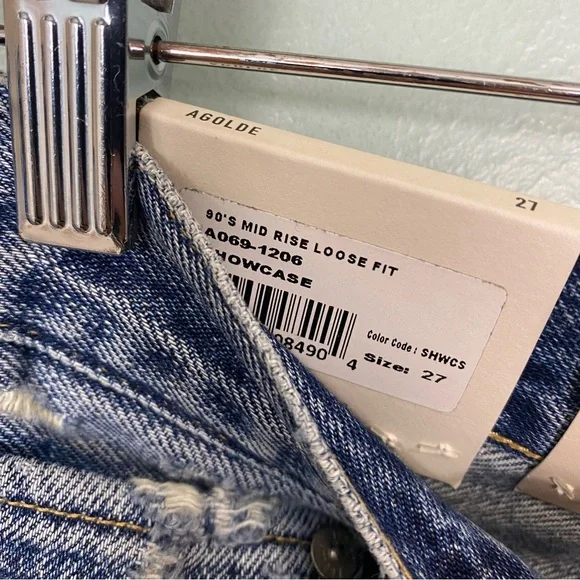 AGOLDE
27
90'S MID RISE LOOSE FIT
A069-1206
HOWCASE
Color Code : SHWCS
08490 4
Size: 27